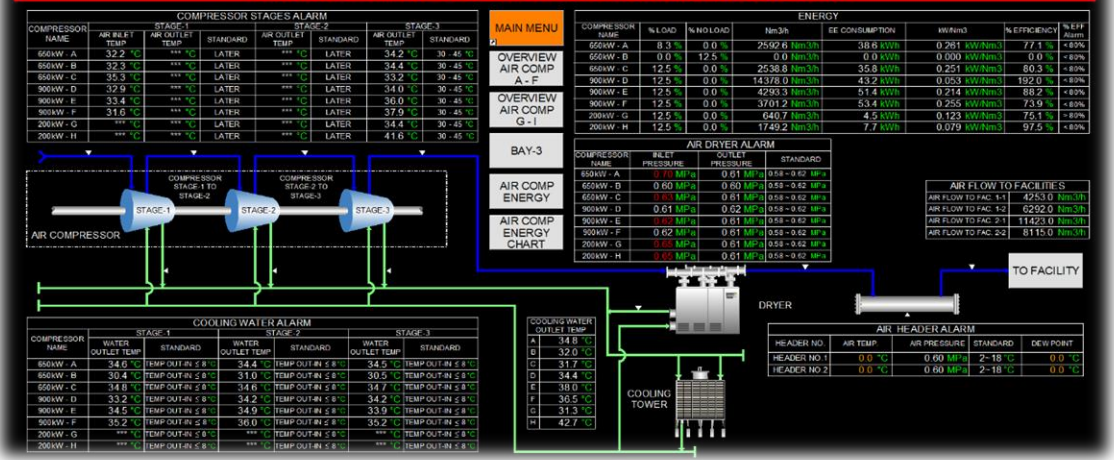 COMPRESSOR STAGES ALARM
COMPRESSOR NAME STAGE-1 STAGE-2 STAGE-3
AIR INLET TEMP AIR OUTLET TEMP STANDARD AIR OUTLET TEMP STANDARD AIR OUTLET TEMP STANDARD
650kW - A 32.2 °C *** °C LATER *** °C LATER 34.2 °C 30 - 45 °C
650kW - B 32.3 °C *** °C LATER *** °C LATER 34.4 °C 30 - 45 °C
650kW - C 35.3 °C *** °C LATER *** °C LATER 33.2 °C 30 - 45 °C
900kW - D 32.9 °C *** °C LATER *** °C LATER 34.0 °C 30 - 45 °C
900kW - E 33.4 °C *** °C LATER *** °C LATER 36.0 °C 30 - 45 °C
900kW - F 31.6 °C *** °C LATER *** °C LATER 37.9 °C 30 - 45 °C
200kW - G *** °C *** °C LATER *** °C LATER 34.4 °C 30 - 45 °C
200kW - H *** °C *** °C LATER *** °C LATER 41.6 °C 30 - 45 °C
MAIN MENU
OVERVIEW
AIR COMP
A - F
OVERVIEW
AIR COMP
G - I
BAY-3
AIR COMP
ENERGY
AIR COMP
ENERGY
CHART
ENERGY
COMPRESSOR NAME % LOAD % NO LOAD Nm3/h EE CONSUMPTION kW/Nm3 % EFFICIENCY % EFF Alarm
650kW - A 8.3 % 0.0 % 2592.6 Nm3/h 38.6 kWh 0.261 kW/Nm3 77.1 % <80%
650kW - B 0.0 % 12.5 % 0.0 Nm3/h 0.0 kWh 0.000 kW/Nm3 0.0 % <80%
650kW - C 12.5 % 0.0 % 2538.8 Nm3/h 35.8 kWh 0.251 kW/Nm3 80.3 % <80%
900kW - D 12.5 % 0.0 % 14378.0 Nm3/h 43.2 kWh 0.053 kW/Nm3 192.0 % <80%
900kW - E 12.5 % 0.0 % 4293.3 Nm3/h 51.4 kWh 0.214 kW/Nm3 88.2 % <80%
900kW - F 12.5 % 0.0 % 3701.2 Nm3/h 53.4 kWh 0.255 kW/Nm3 73.9 % <80%
200kW - G 12.5 % 0.0 % 640.7 Nm3/h 4.5 kWh 0.123 kW/Nm3 75.1 % <80%
200kW - H 12.5 % 0.0 % 1749.2 Nm3/h 7.7 kWh 0.079 kW/Nm3 97.5 % <80%
AIR DRYER ALARM
COMPRESSOR NAME INLET PRESSURE OUTLET PRESSURE STANDARD
650kW - A 0.70 MPa 0.61 MPa 0.58 ~ 0.62 MPa
650kW - B 0.60 MPa 0.60 MPa 0.58 ~ 0.62 MPa
650kW - C 0.63 MPa 0.61 MPa 0.58 ~ 0.62 MPa
900kW - D 0.61 MPa 0.62 MPa 0.58 ~ 0.62 MPa
900kW - E 0.62 MPa 0.61 MPa 0.58 ~ 0.62 MPa
900kW - F 0.62 MPa 0.61 MPa 0.58 ~ 0.62 MPa
200kW - G 0.65 MPa 0.61 MPa 0.58 ~ 0.62 MPa
200kW - H 0.65 MPa 0.61 MPa 0.58 ~ 0.62 MPa
COMPRESSOR
STAGE-1 TO
STAGE-2
COMPRESSOR
STAGE-2 TO
STAGE-3
STAGE-1
STAGE-2
STAGE-3
AIR COMPRESSOR
AIR FLOW TO FACILITIES
AIR FLOW TO FAC. 1-1 4253.0 Nm3/h
AIR FLOW TO FAC. 1-2 6292.0 Nm3/h
AIR FLOW TO FAC. 2-1 11423.0 Nm3/h
AIR FLOW TO FAC. 2-2 8115.0 Nm3/h
TO FACILITY
DRYER
COOLING TOWER
COOLING WATER ALARM
COMPRESSOR NAME STAGE-1 STAGE-2 STAGE-3
WATER OUTLET TEMP STANDARD WATER OUTLET TEMP STANDARD WATER OUTLET TEMP STANDARD
650kW - A 34.6 °C TEMP OUT-IN ≤ 8°C 34.4 °C TEMP OUT-IN ≤ 8°C 34.5 °C TEMP OUT-IN ≤ 8°C
650kW - B 30.4 °C TEMP OUT-IN ≤ 8°C 31.0 °C TEMP OUT-IN ≤ 8°C 30.5 °C TEMP OUT-IN ≤ 8°C
650kW - C 34.8 °C TEMP OUT-IN ≤ 8°C 34.6 °C TEMP OUT-IN ≤ 8°C 34.7 °C TEMP OUT-IN ≤ 8°C
900kW - D 33.2 °C TEMP OUT-IN ≤ 8°C 34.2 °C TEMP OUT-IN ≤ 8°C 34.2 °C TEMP OUT-IN ≤ 8°C
900kW - E 34.5 °C TEMP OUT-IN ≤ 8°C 34.9 °C TEMP OUT-IN ≤ 8°C 33.9 °C TEMP OUT-IN ≤ 8°C
900kW - F 35.2 °C TEMP OUT-IN ≤ 8°C 36.0 °C TEMP OUT-IN ≤ 8°C 35.2 °C TEMP OUT-IN ≤ 8°C
200kW - G *** °C TEMP OUT-IN ≤ 8°C *** °C TEMP OUT-IN ≤ 8°C *** °C TEMP OUT-IN ≤ 8°C
200kW - H *** °C TEMP OUT-IN ≤ 8°C *** °C TEMP OUT-IN ≤ 8°C *** °C TEMP OUT-IN ≤ 8°C
COOLING WATER
OUTLET TEMP
A 34.8 °C
B 32.0 °C
C 31.7 °C
D 34.4 °C
E 38.0 °C
F 36.5 °C
G 31.3 °C
H 42.7 °C
AIR HEADER ALARM
HEADER NO. AIR TEMP. AIR PRESSURE STANDARD DEW POINT
HEADER NO.1 0.0 °C 0.60 MPa 2~18 °C 0.0 °C
HEADER NO.2 0.0 °C 0.60 MPa 2~18 °C 0.0 °C